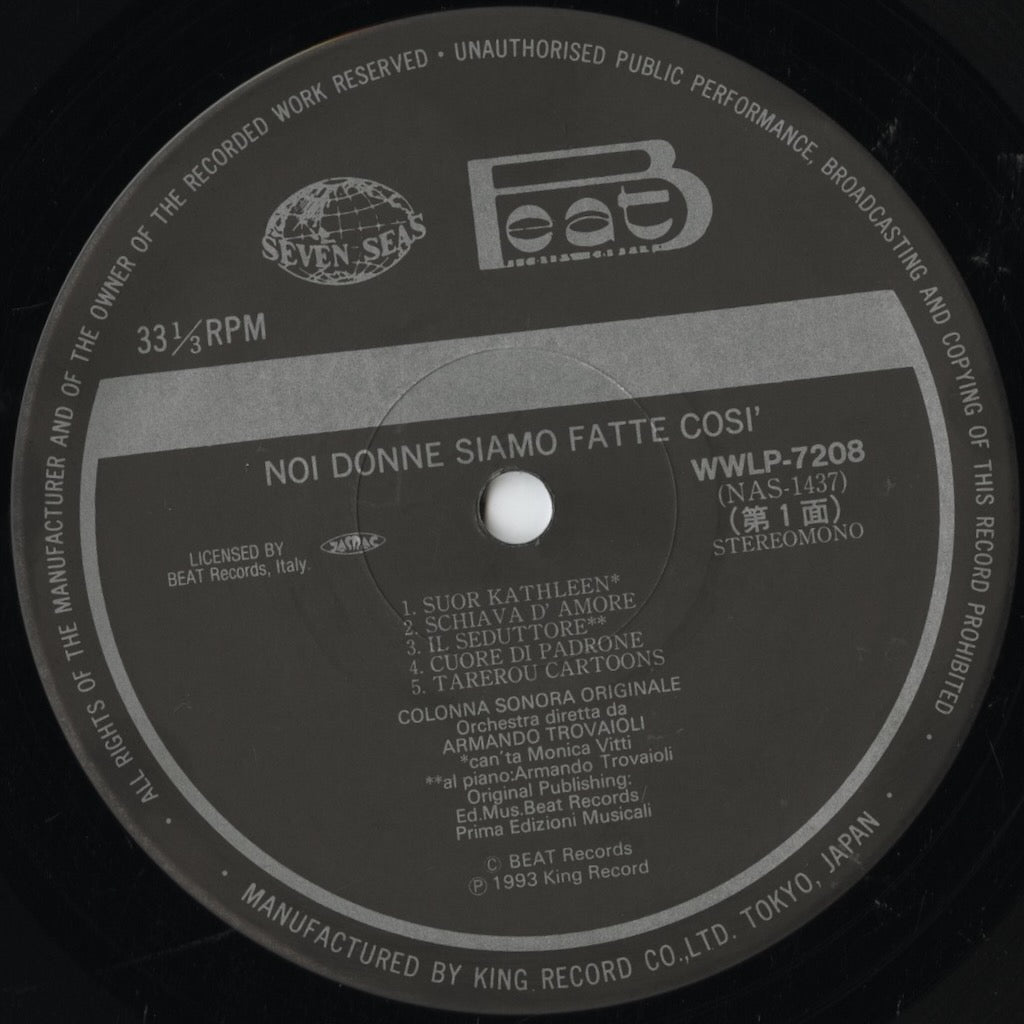 ALL RIGHTS OF THE MANUFACTURER AND OF THE OWNER OF THE RECORDED WORK RESERVED • UNAUTHORISED PUBLIC PERFORMANCE, BROADCASTING AND COPYING OF THIS RECORD PROHIBITED •
SEVEN SEAS
Beat
33 1/3 RPM
NOI DONNE SIAMO FATTE COSI'
WWLP-7208
(NAS-1437)
(第1面)
STEREOMONO
LICENSED BY
BEAT Records, Italy.
JASRAC
1. SUOR KATHLEEN*
2. SCHIAVA D' AMORE
3. IL SEDUTTORE**
4. CUORE DI PADRONE
5. TAREROU CARTOONS
COLONNA SONORA ORIGINALE
Orchestra diretta da
ARMANDO TROVAIOLI
*can'ta Monica Vitti
**al piano:Armando Trovaioli
Original Publishing:
Ed.Mus.Beat Records/
Prima Edizioni Musicali
© BEAT Records
℗ 1993 King Record
• MANUFACTURED BY KING RECORD CO.,LTD. TOKYO, JAPAN •